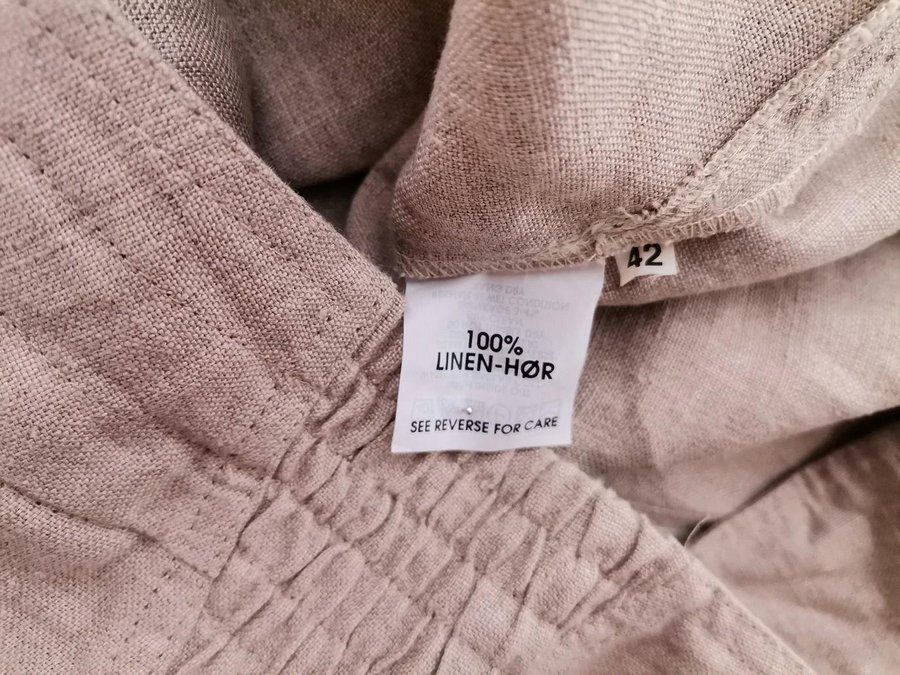 42
100%
LINEN-HØR
SEE REVERSE FOR CARE